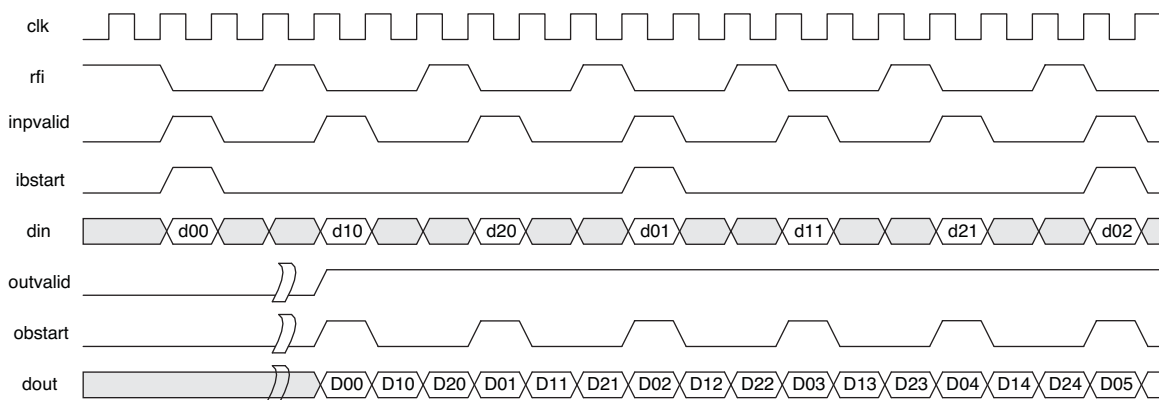 clk
rfi
inpvalid
ibstart
din d00 d10 d20 d01 d11 d21 d02
outvalid
obstart
dout D00 D10 D20 D01 D11 D21 D02 D12 D22 D03 D13 D23 D04 D14 D24 D05